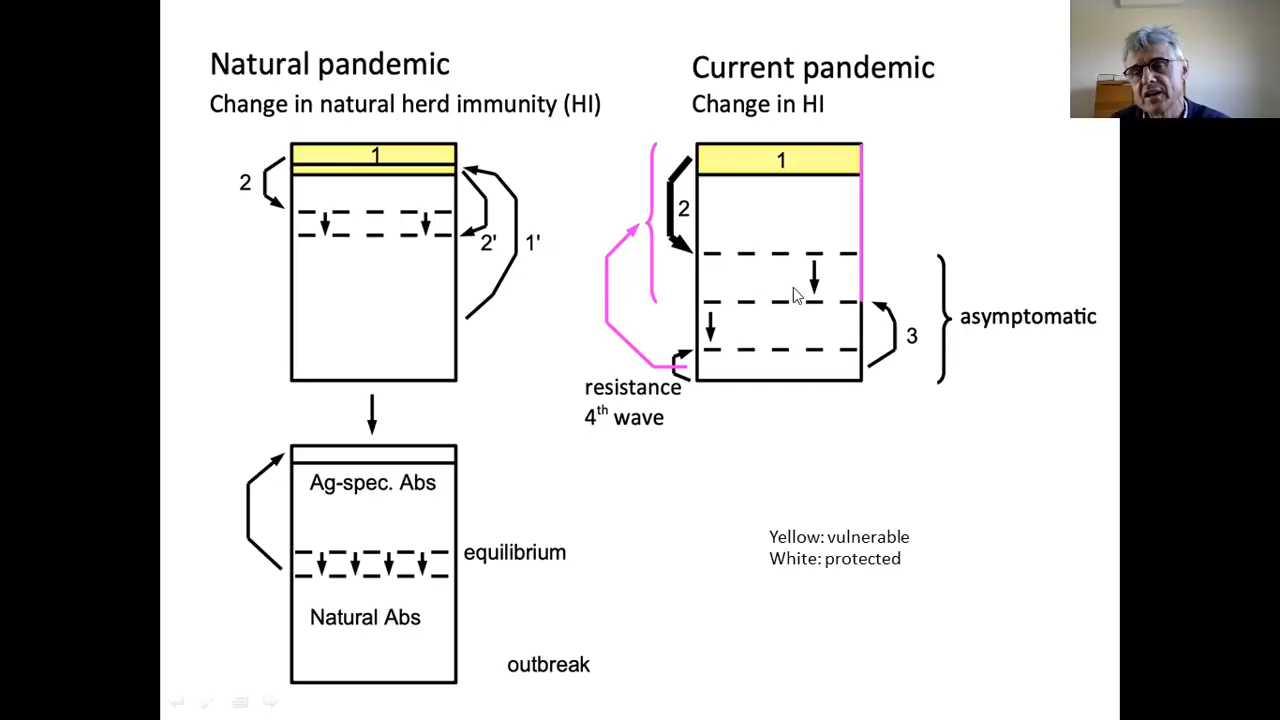 Natural pandemic
Change in natural herd immunity (HI)
1
2
2'
1'
Ag-spec. Abs
equilibrium
Natural Abs
outbreak
Current pandemic
Change in HI
1
2
3
asymptomatic
resistance
4th wave
Yellow: vulnerable
White: protected